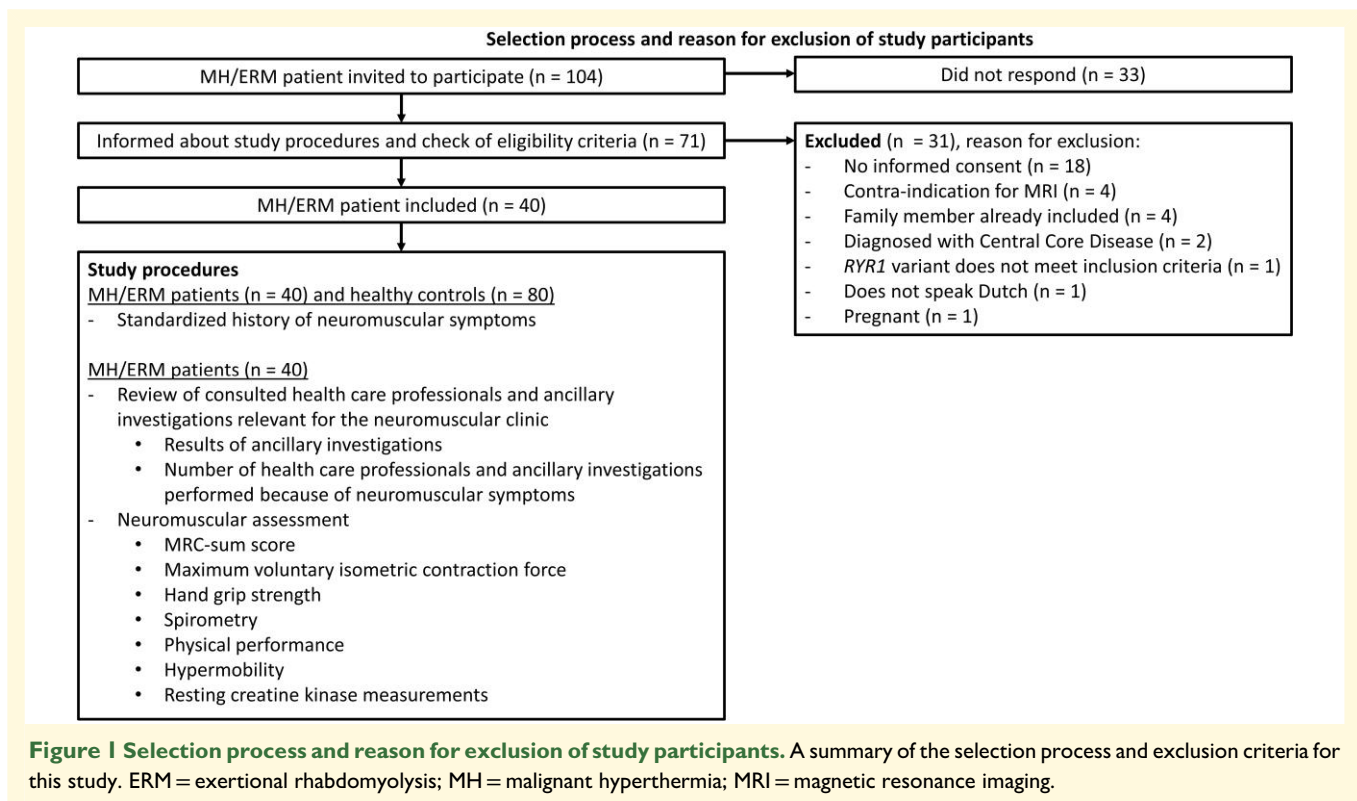 Selection process and reason for exclusion of study participants
MH/ERM patient invited to participate (n = 104)
Did not respond (n = 33)
Informed about study procedures and check of eligibility criteria (n = 71)
Excluded (n = 31), reason for exclusion:
- No informed consent (n = 18)
- Contra-indication for MRI (n = 4)
- Family member already included (n = 4)
- Diagnosed with Central Core Disease (n = 2)
- RYR1 variant does not meet inclusion criteria (n = 1)
- Does not speak Dutch (n = 1)
- Pregnant (n = 1)
MH/ERM patient included (n = 40)
Study procedures
MH/ERM patients (n = 40) and healthy controls (n = 80)
- Standardized history of neuromuscular symptoms
MH/ERM patients (n = 40)
- Review of consulted health care professionals and ancillary
investigations relevant for the neuromuscular clinic
• Results of ancillary investigations
• Number of health care professionals and ancillary investigations
performed because of neuromuscular symptoms
- Neuromuscular assessment
• MRC-sum score
• Maximum voluntary isometric contraction force
• Hand grip strength
• Spirometry
• Physical performance
• Hypermobility
• Resting creatine kinase measurements
Figure 1 Selection process and reason for exclusion of study participants. A summary of the selection process and exclusion criteria for
this study. ERM = exertional rhabdomyolysis; MH = malignant hyperthermia; MRI = magnetic resonance imaging.